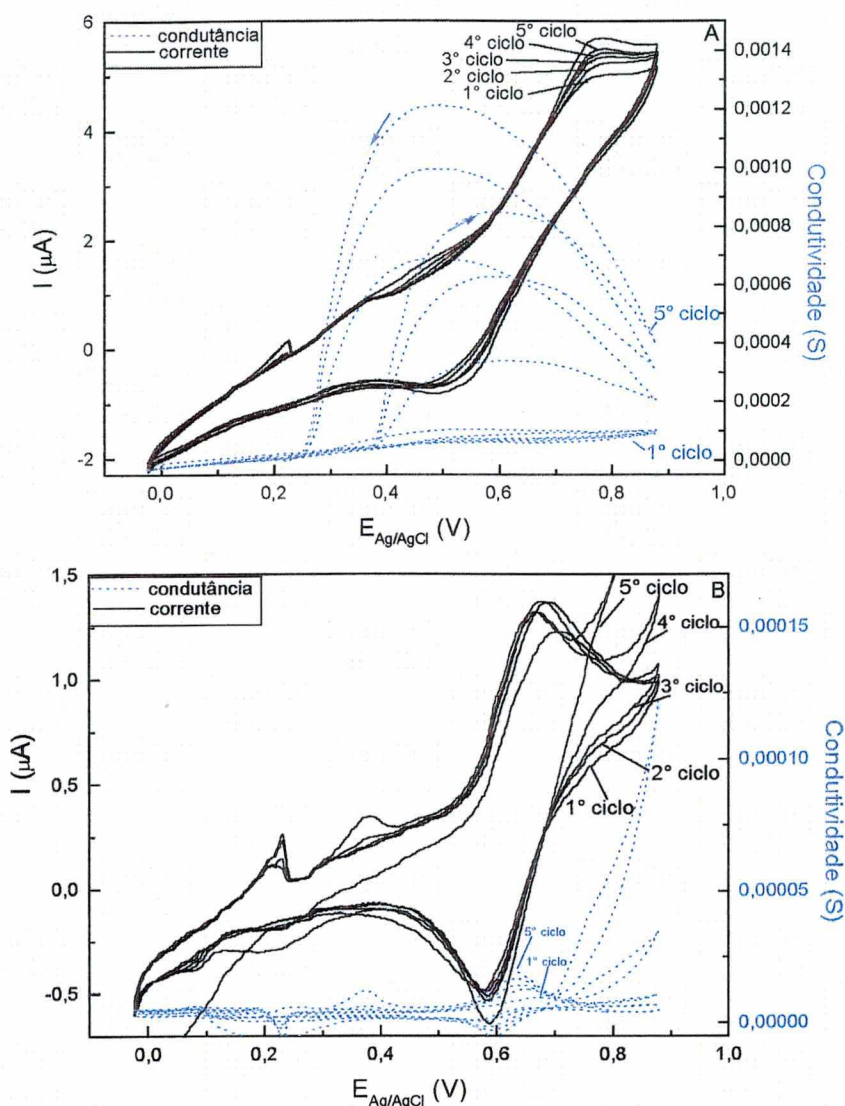 condutância
corrente
A
5° ciclo
4° ciclo
3° ciclo
2° ciclo
1° ciclo
6
4
2
0
-2
I (µA)
0,0014
0,0012
0,0010
0,0008
0,0006
0,0004
0,0002
0,0000
Condutividade (S)
5° ciclo
1° ciclo
0,0
0,2
0,4
0,6
0,8
1,0
E Ag/AgCl (V)
condutância
corrente
B
5° ciclo
4° ciclo
3° ciclo
2° ciclo
1° ciclo
1,5
1,0
0,5
0,0
-0,5
I (µA)
0,00015
0,00010
0,00005
0,00000
Condutividade (S)
5° ciclo
1° ciclo
0,0
0,2
0,4
0,6
0,8
1,0
E Ag/AgCl (V)